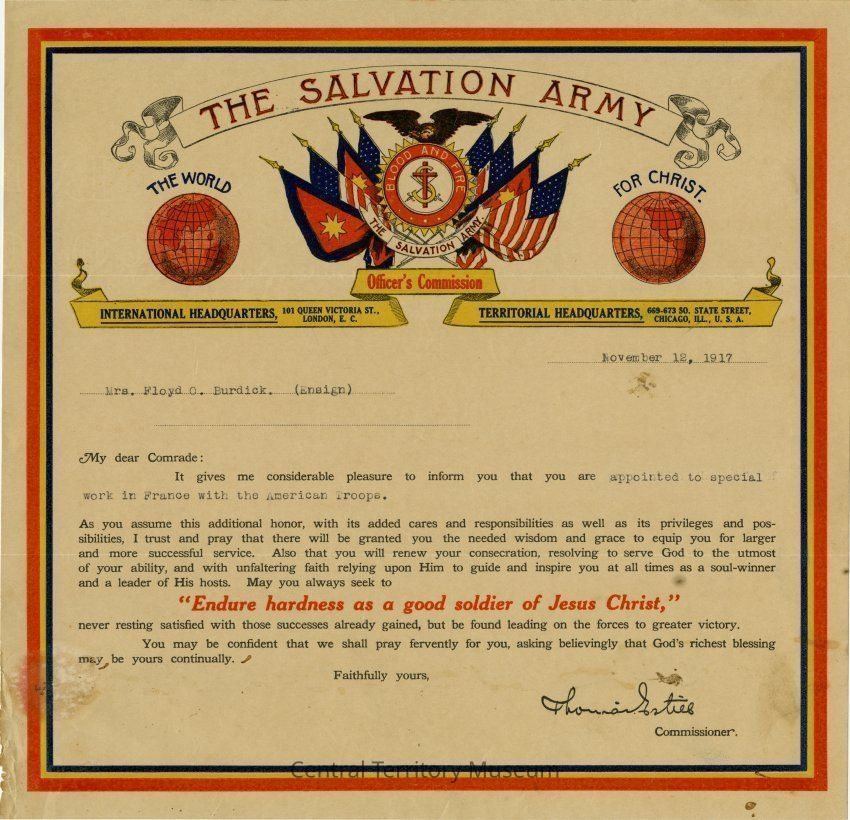 THE SALVATION ARMY
THE WORLD
FOR CHRIST.
BLOOD AND FIRE
S
THE SALVATION ARMY.
Officer's Commission
INTERNATIONAL HEADQUARTERS, 101 QUEEN VICTORIA ST., LONDON, E. C.
TERRITORIAL HEADQUARTERS, 669-673 SO. STATE STREET, CHICAGO, ILL., U. S. A.
November 12, 1917
Mrs. Floyd O. Burdick. (Ensign)
My dear Comrade:
It gives me considerable pleasure to inform you that you are appointed to special
work in France with the American Troops.
As you assume this additional honor, with its added cares and responsibilities as well as its privileges and pos-
sibilities, I trust and pray that there will be granted you the needed wisdom and grace to equip you for larger
and more successful service. Also that you will renew your consecration, resolving to serve God to the utmost
of your ability, and with unfaltering faith relying upon Him to guide and inspire you at all times as a soul-winner
and a leader of His hosts. May you always seek to
"Endure hardness as a good soldier of Jesus Christ,"
never resting satisfied with those successes already gained, but be found leading on the forces to greater victory.
You may be confident that we shall pray fervently for you, asking believingly that God's richest blessing
may be yours continually.
Faithfully yours,
Thomas Estill
Commissioner.
Central Territory Museum